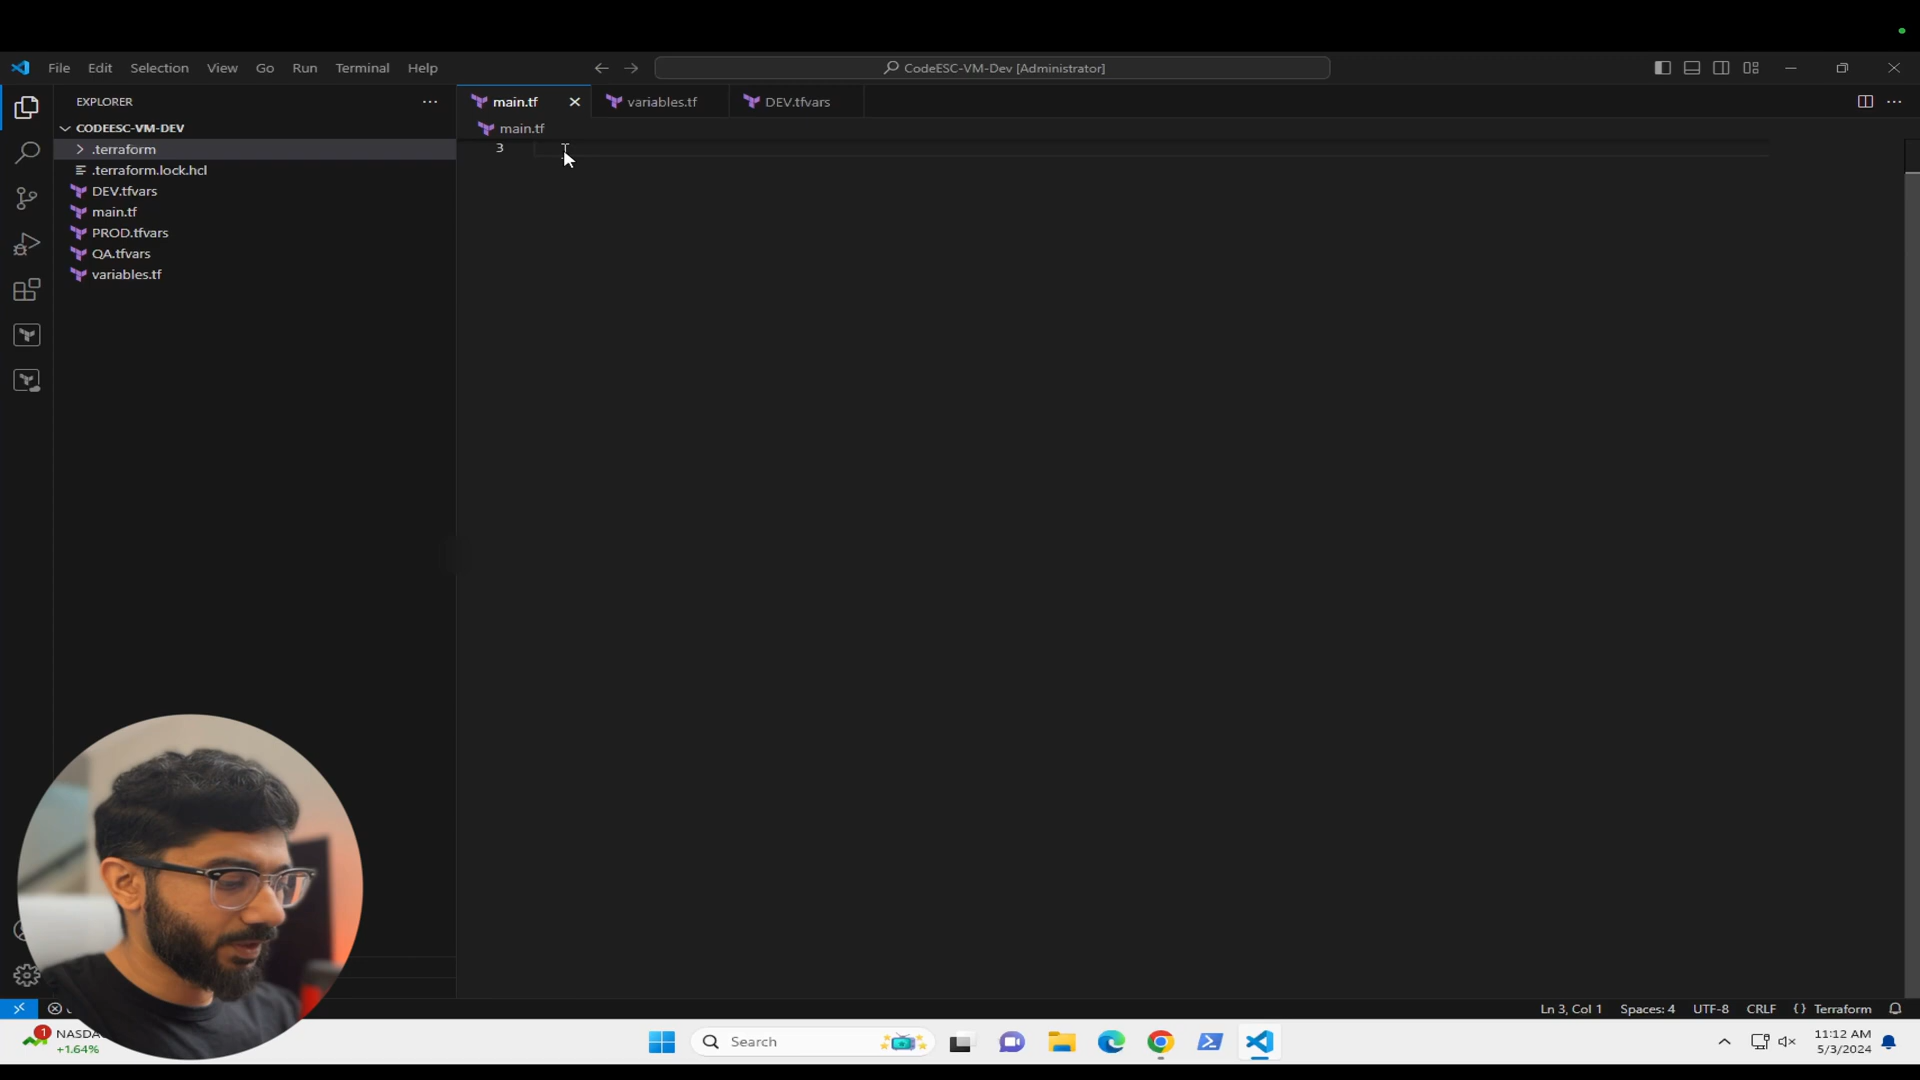 File Edit Selection View Go Run Terminal Help
CodeESC-VM-Dev [Administrator]
EXPLORER
main.tf
variables.tf
DEV.tfvars
CODEESC-VM-DEV
main.tf
.terraform
3
.terraform.lock.hcl
DEV.tfvars
main.tf
PROD.tfvars
QA.tfvars
variables.tf
Ln 3, Col 1 Spaces: 4 UTF-8 CRLF {} Terraform
1
+1.64%
Search
11:12 AM
5/3/2024